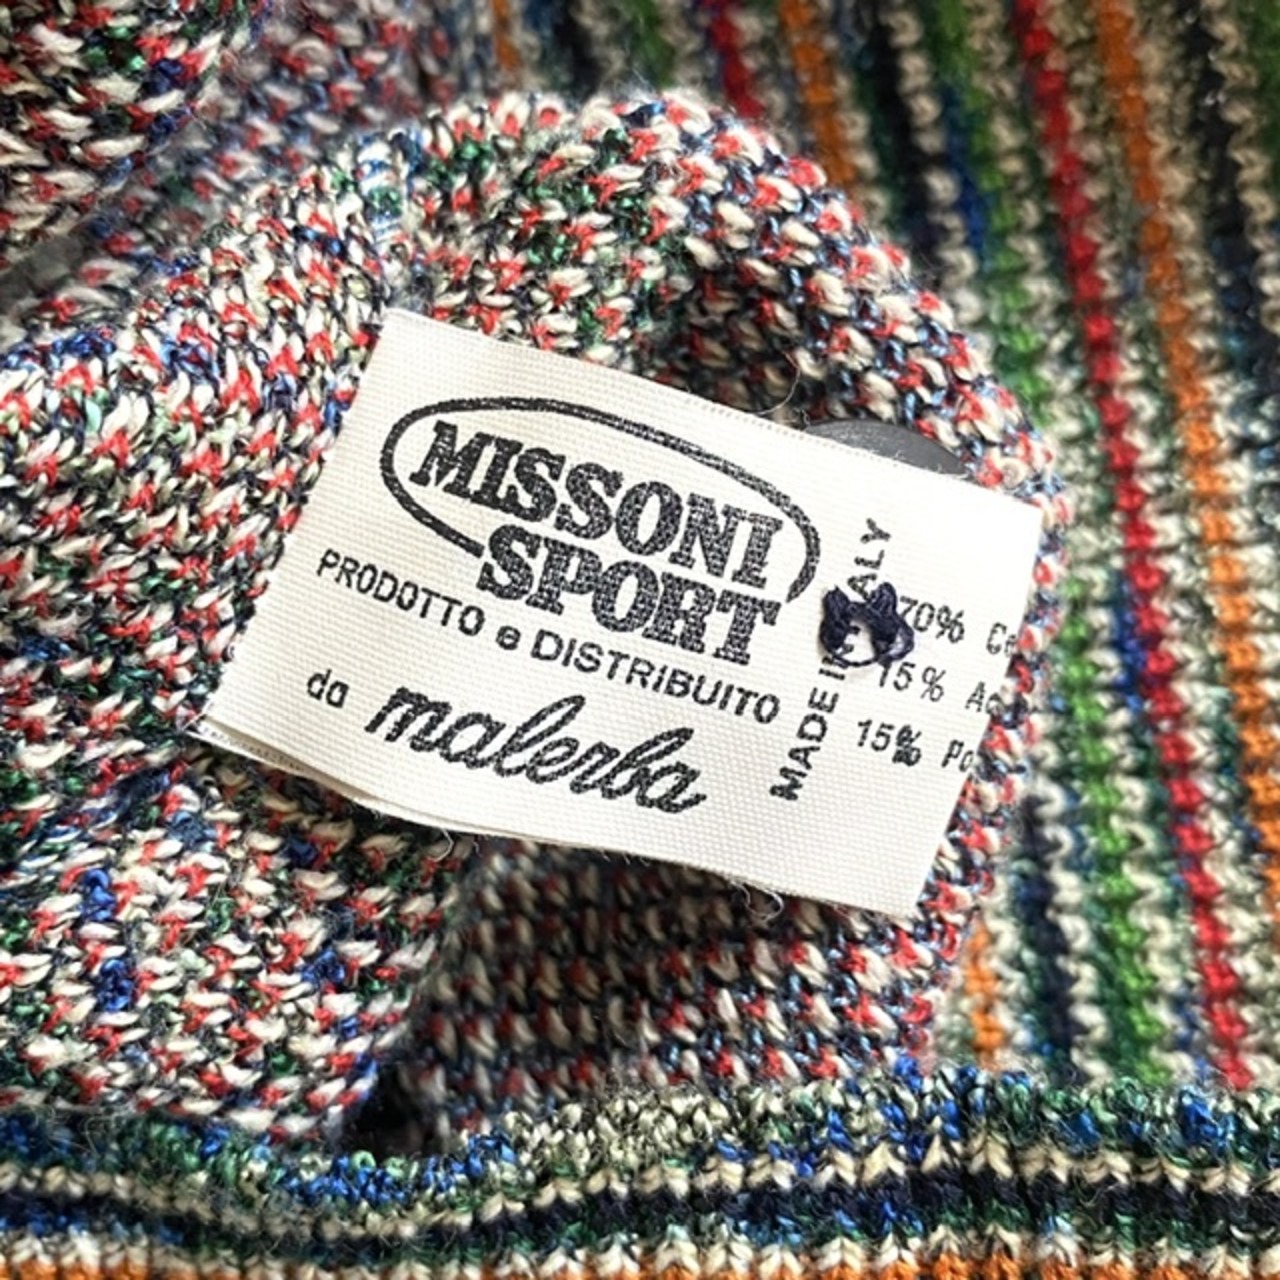 MISSONI
SPORT
PRODOTTO e DISTRIBUITO
da malerba
MADE IN ITALY
70%
15%
15%